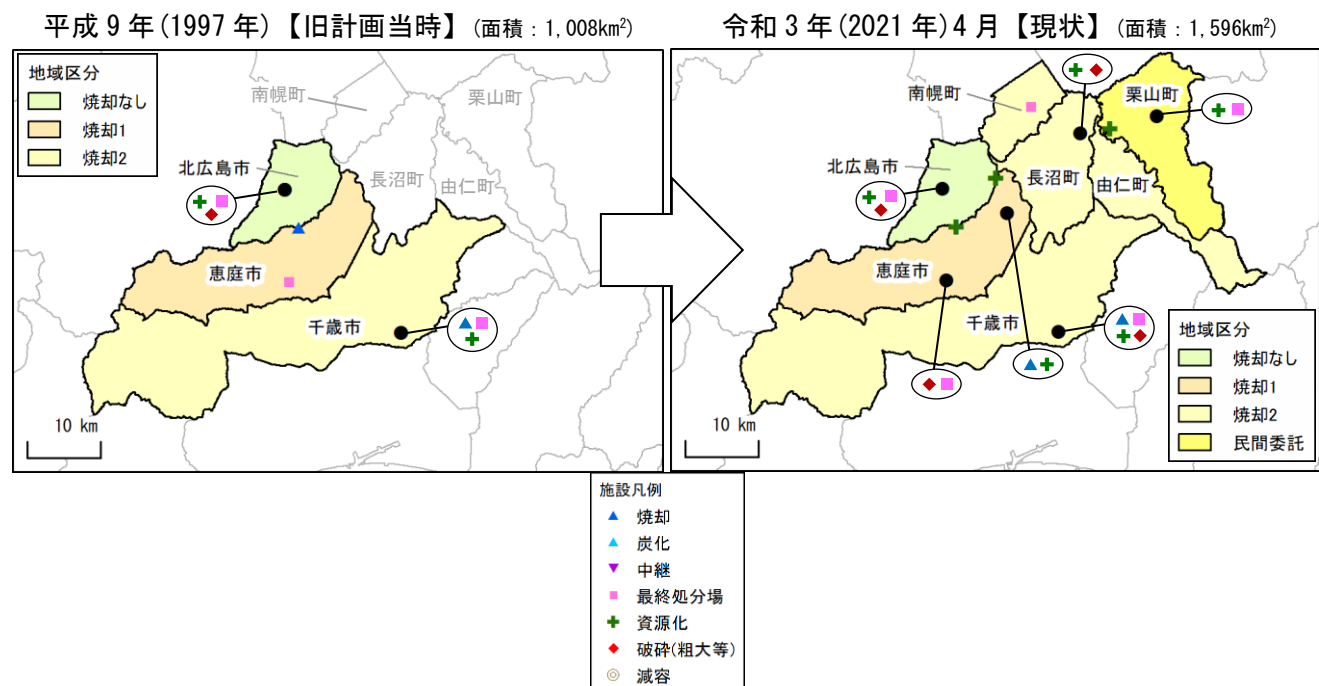 平成９年(1997年)【旧計画当時】(面積：1,008km²)
地域区分
焼却なし
焼却1
焼却2
南幌町
栗山町
北広島市
長沼町
由仁町
恵庭市
千歳市
10 km
令和３年(2021年)4月【現状】(面積：1,596km²)
南幌町
栗山町
北広島市
長沼町
由仁町
恵庭市
千歳市
10 km
地域区分
焼却なし
焼却1
焼却2
民間委託
施設凡例
焼却
炭化
中継
最終処分場
資源化
破砕(粗大等)
減容